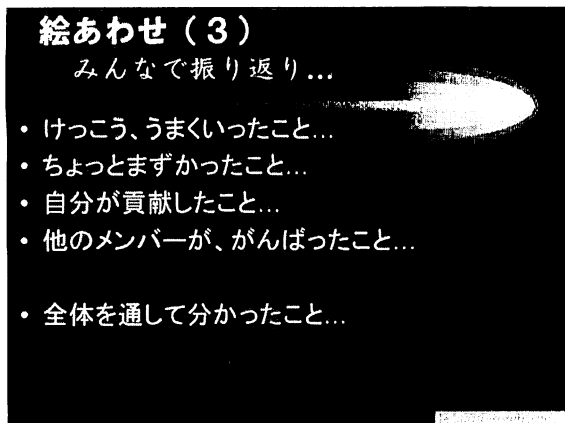 絵あわせ（３）
みんなで振り返り...
• けっこう、うまくいったこと...
• ちょっとまずかったこと...
• 自分が貢献したこと...
• 他のメンバーが、がんばったこと...
• 全体を通して分かったこと...